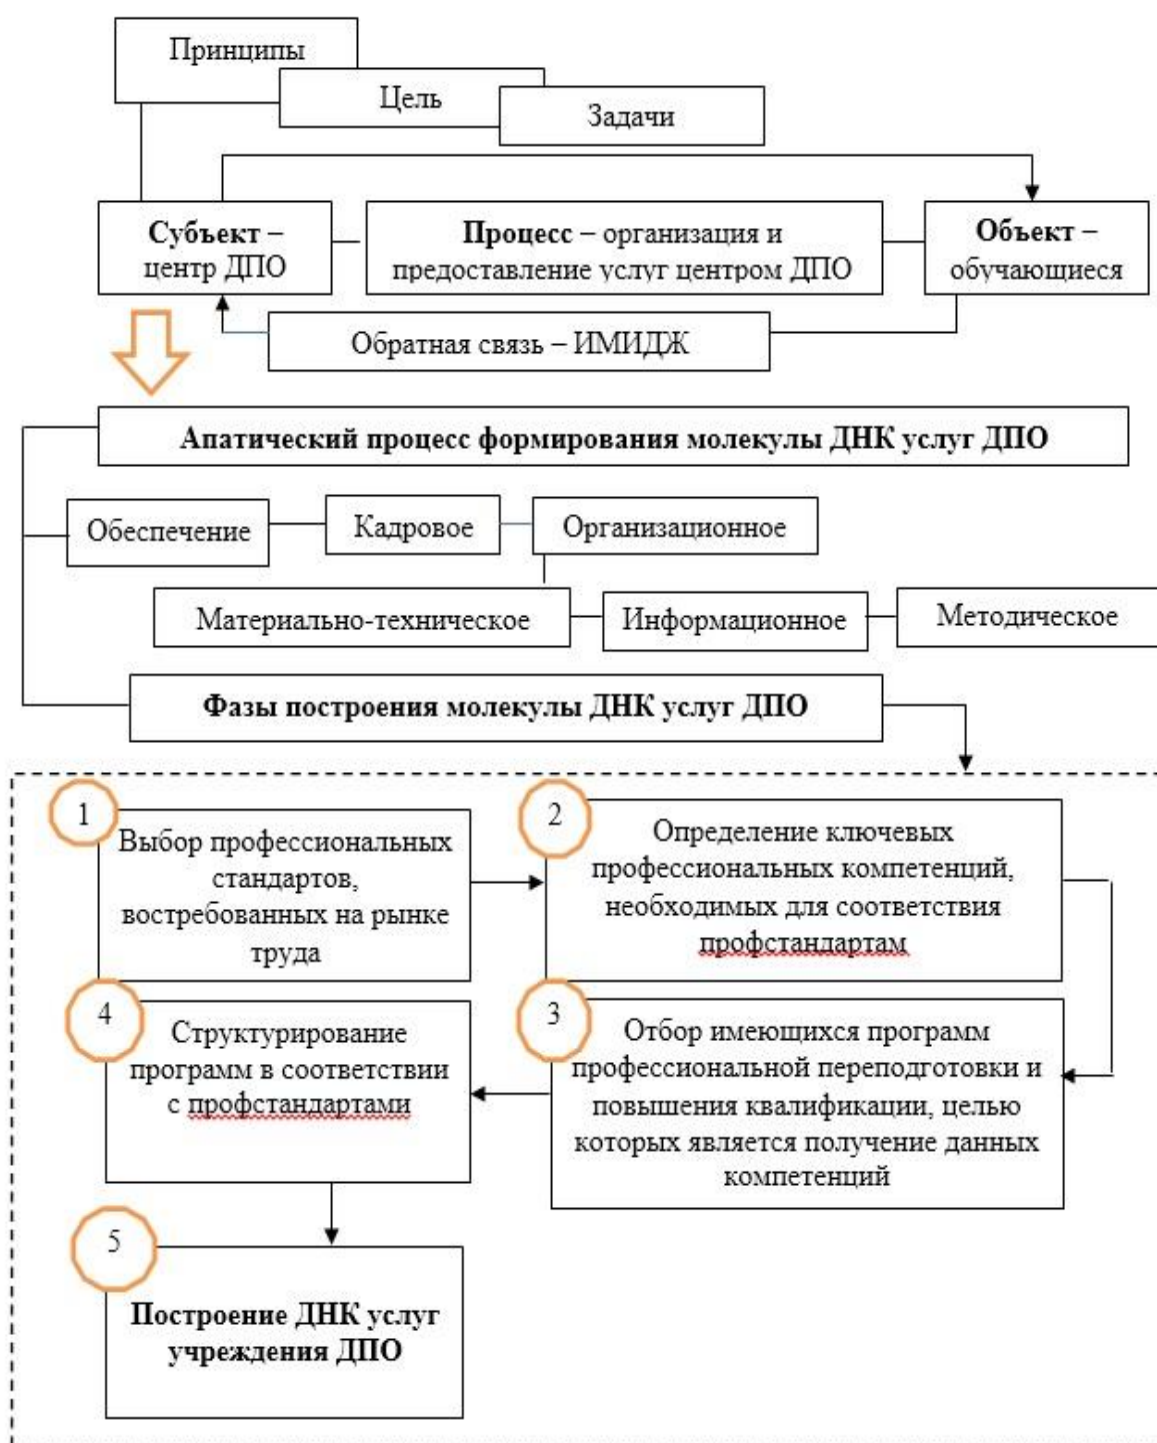 Принципы
Цель
Задачи
Субъект –
центр ДПО
Процесс – организация и
предоставление услуг центром ДПО
Объект –
обучающиеся
Обратная связь – ИМИДЖ
Апатический процесс формирования молекулы ДНК услуг ДПО
Обеспечение
Кадровое
Организационное
Материально-техническое
Информационное
Методическое
Фазы построения молекулы ДНК услуг ДПО
1
Выбор профессиональных
стандартов,
востребованных на рынке
труда
2
Определение ключевых
профессиональных компетенций,
необходимых для соответствия
профстандартам
3
Отбор имеющихся программ
профессиональной переподготовки и
повышения квалификации, целью
которых является получение данных
компетенций
4
Структурирование
программ в соответствии
с профстандартами
5
Построение ДНК услуг
учреждения ДПО